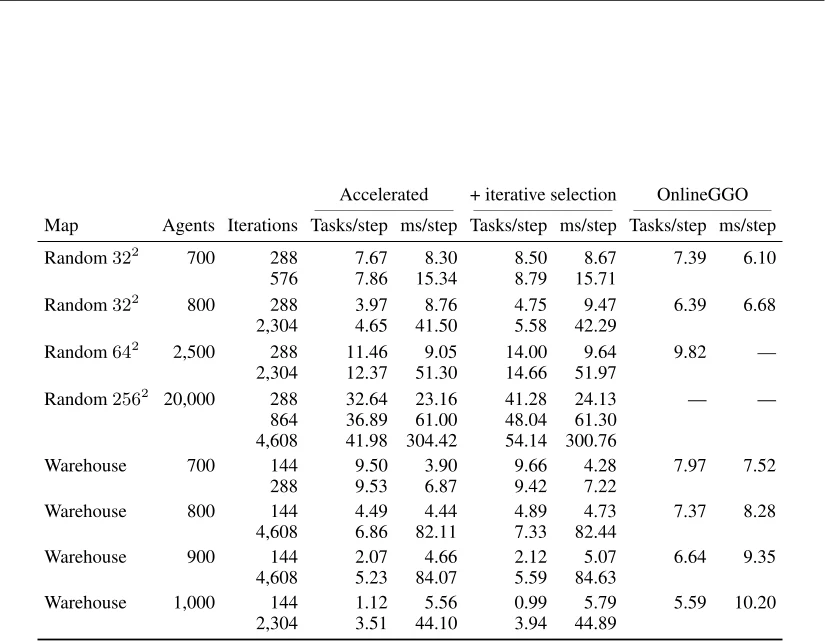 Accelerated + iterative selection OnlineGGO
Map Agents Iterations Tasks/step ms/step Tasks/step ms/step Tasks/step ms/step
Random 32² 700 288 7.67 8.30 8.50 8.67 7.39 6.10
576 7.86 15.34 8.79 15.71
Random 32² 800 288 3.97 8.76 4.75 9.47 6.39 6.68
2,304 4.65 41.50 5.58 42.29
Random 64² 2,500 288 11.46 9.05 14.00 9.64 9.82 —
2,304 12.37 51.30 14.66 51.97
Random 256² 20,000 288 32.64 23.16 41.28 24.13 — —
864 36.89 61.00 48.04 61.30
4,608 41.98 304.42 54.14 300.76
Warehouse 700 144 9.50 3.90 9.66 4.28 7.97 7.52
288 9.53 6.87 9.42 7.22
Warehouse 800 144 4.49 4.44 4.89 4.73 7.37 8.28
4,608 6.86 82.11 7.33 82.44
Warehouse 900 144 2.07 4.66 2.12 5.07 6.64 9.35
4,608 5.23 84.07 5.59 84.63
Warehouse 1,000 144 1.12 5.56 0.99 5.79 5.59 10.20
2,304 3.51 44.10 3.94 44.89